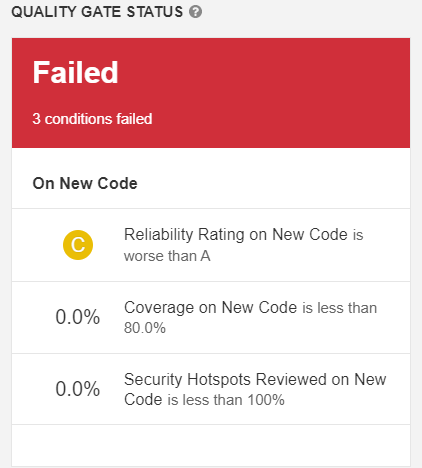 QUALITY GATE STATUS ?
Failed
3 conditions failed
On New Code
C
Reliability Rating on New Code is
worse than A
0.0%
Coverage on New Code is less than
80.0%
0.0%
Security Hotspots Reviewed on New
Code is less than 100%